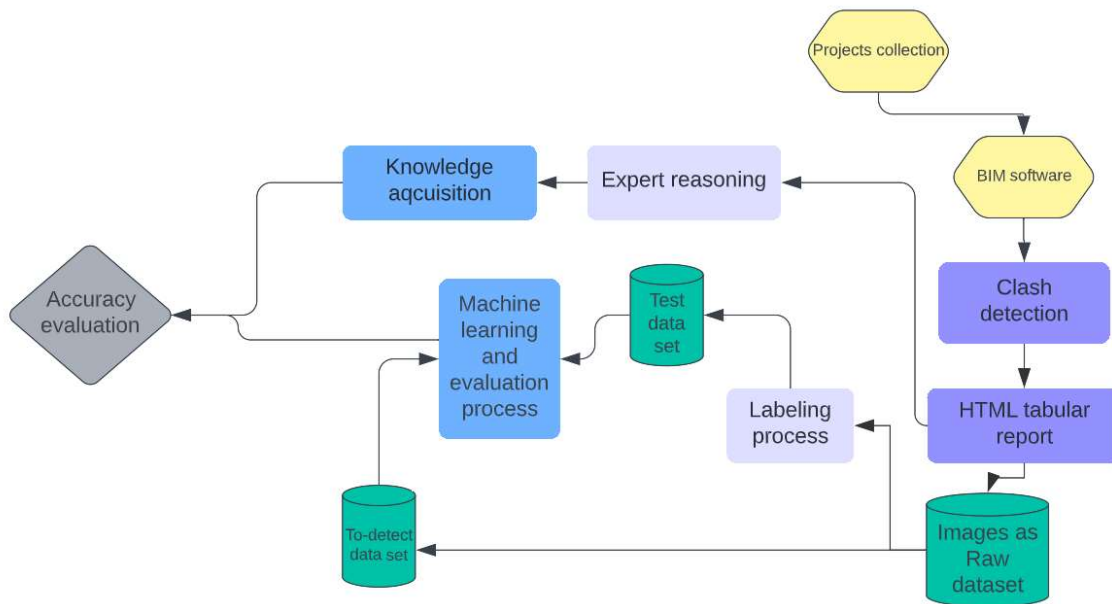 Projects collection
BIM software
Clash
detection
HTML tabular
report
Images as
Raw
dataset
Expert reasoning
Knowledge
aqcuisition
Labeling
process
Test
data
set
To-detect
data set
Machine
learning
and
evaluation
process
Accuracy
evaluation